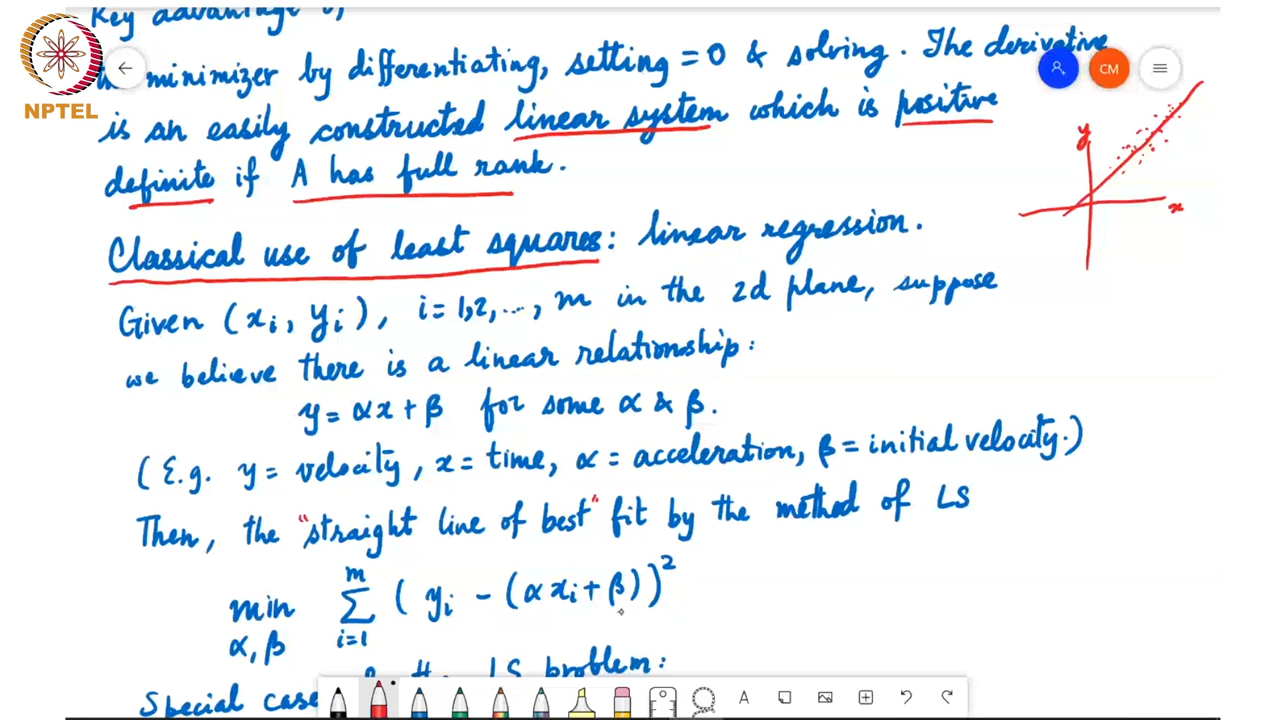 Key advantage of
NPTEL
minimizer by differentiating, setting = 0 & solving. The derivative
CM
is an easily constructed linear system which is positive
definite if A has full rank.
y
x
Classical use of least squares: linear regression.
Given (xi, yi), i = 1,2, ..., m in the 2d plane, suppose
we believe there is a linear relationship:
y = αx + β for some α & β.
(E.g. y = velocity, x = time, α = acceleration, β = initial velocity.)
Then, the "straight line of best" fit by the method of LS
min α, β ∑ i=1 m ( yi - (α xi + β))²
Special case LS problem:
A